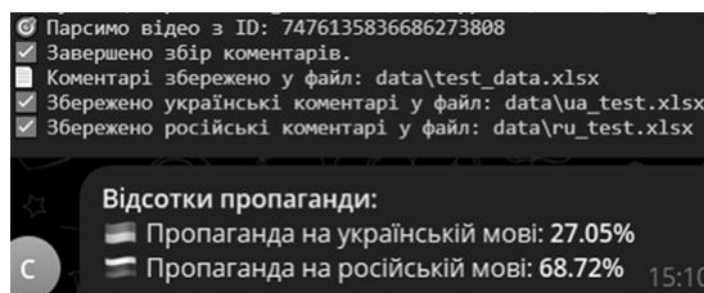 Парсимо відео з ID: 7476135836686273808
Завершено збір коментарів.
Коментарі збережено у файл: data\test_data.xlsx
Збережено українські коментарі у файл: data\ua_test.xlsx
Збережено російські коментарі у файл: data\ru_test.xlsx
Відсотки пропаганди:
Пропаганда на українській мові: 27.05%
Пропаганда на російській мові: 68.72%
С
15:10